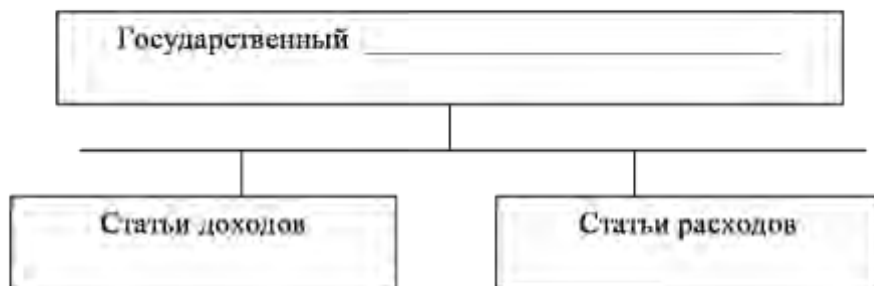 Государственный
Статьи доходов
Статьи расходов